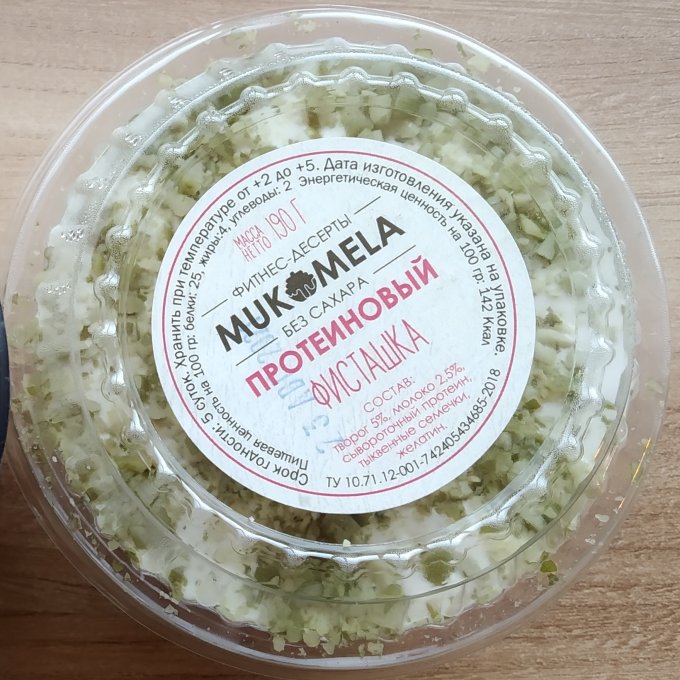 Срок годности: 5 суток. Хранить при температуре от +2 до +5. Дата изготовления указана на упаковке.
Пищевая ценность на 100 гр: белки: 25, жиры:4, углеводы: 2 Энергетическая ценность на 100 гр: 142 Ккал
МАССА
НЕТТО 190 Г
ФИТНЕС-ДЕСЕРТЫ
MUKOMELA
БЕЗ САХАРА
ПРОТЕИНОВЫЙ
ФИСТАШКА
СОСТАВ:
творог 5%, молоко 2,5%,
сывороточный протеин,
тыквенные семечки,
желатин.
ТУ 10.71.12-001-742405434685-2018